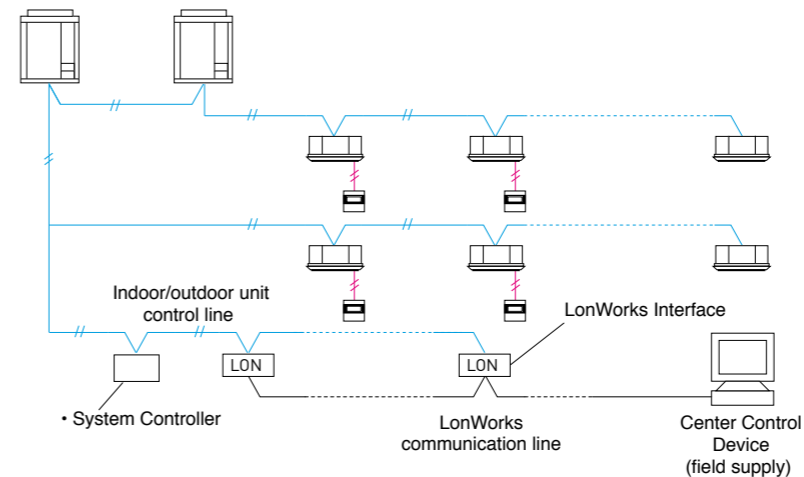 Indoor/outdoor unit
control line
LonWorks Interface
LON
LON
• System Controller
LonWorks
communication line
Center Control
Device
(field supply)